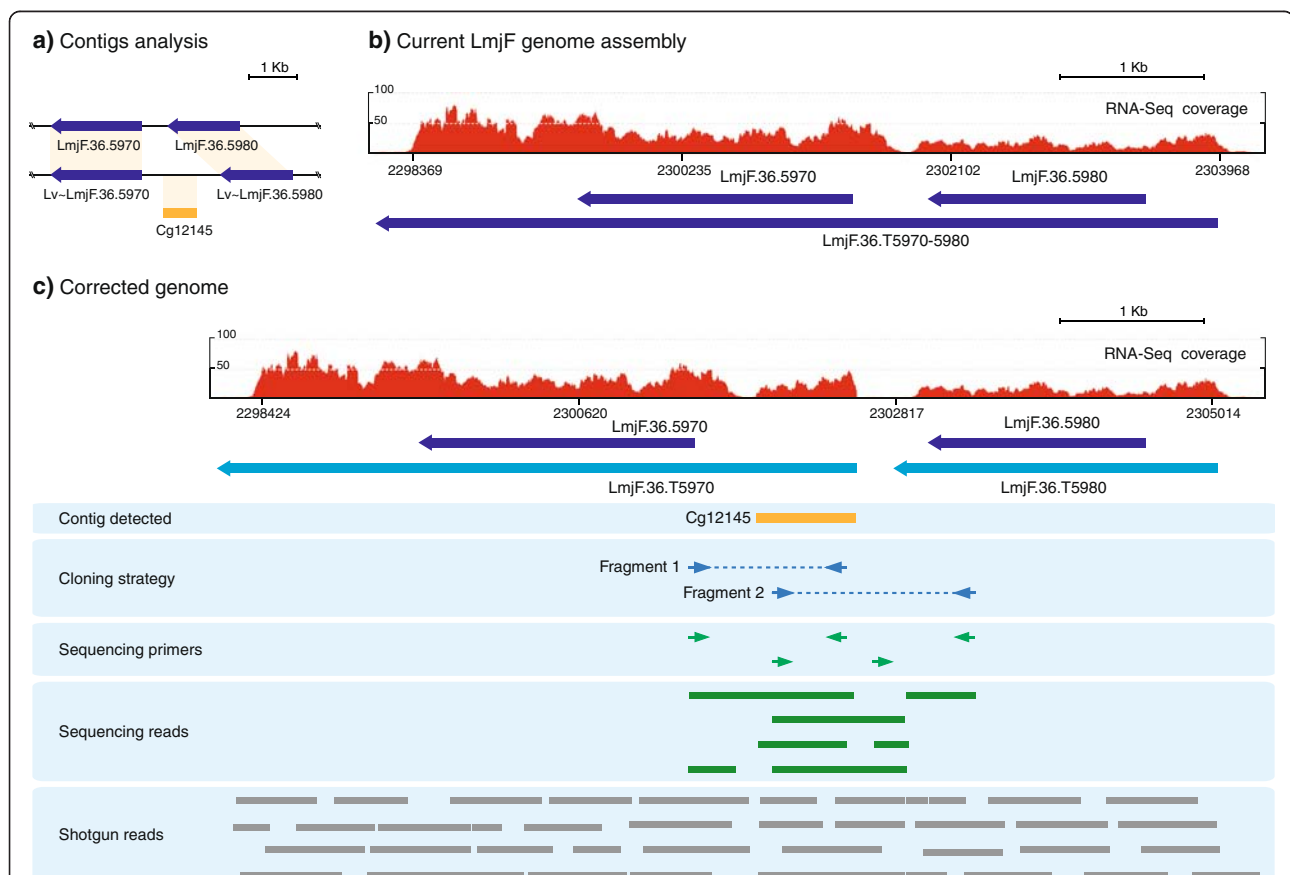 a) Contigs analysis
1 Kb
LmjF.36.5970
LmjF.36.5980
Lv~LmjF.36.5970
Lv~LmjF.36.5980
Cg12145
b) Current LmjF genome assembly
1 Kb
100
50
RNA-Seq coverage
2298369
2300235
2302102
2303968
LmjF.36.5970
LmjF.36.5980
LmjF.36.T5970-5980
c) Corrected genome
1 Kb
100
50
RNA-Seq coverage
2298424
2300620
2302817
2305014
LmjF.36.5970
LmjF.36.5980
LmjF.36.T5970
LmjF.36.T5980
Contig detected
Cg12145
Cloning strategy
Fragment 1
Fragment 2
Sequencing primers
Sequencing reads
Shotgun reads